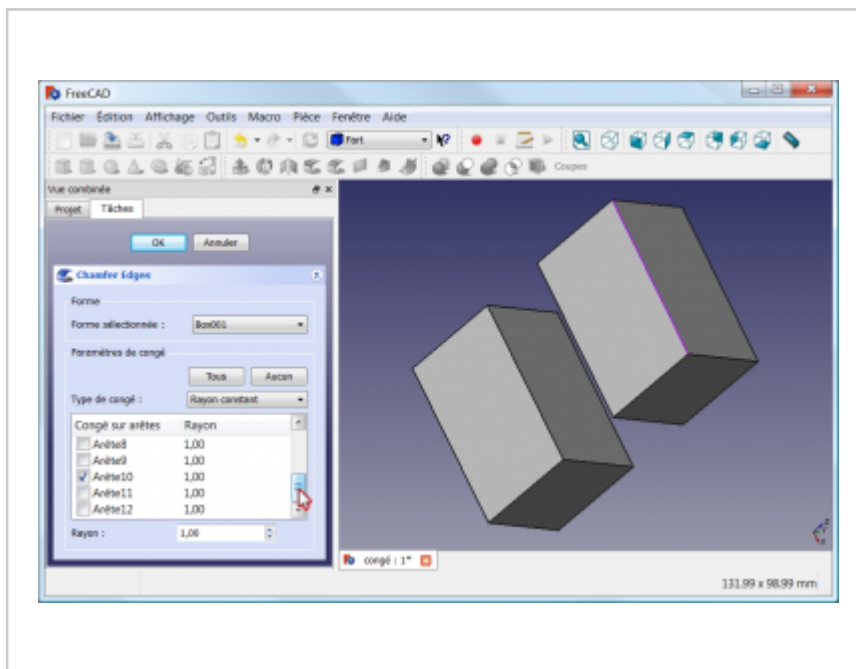 FreeCAD
Fichier Édition Affichage Outils Macro Pièce Fenêtre Aide
Part
Coupes
Vue combinée
Projet Tâches
OK Annuler
Chamfer Edges
Forme
Forme sélectionnée : Box001
Paramètres de congé
Tous Aucun
Type de congé : Rayon constant
Congé sur arêtes Rayon
Arête8 1,00
Arête9 1,00
Arête10 1,00
Arête11 1,00
Arête12 1,00
Rayon : 1,00
congé : 1*
131.99 x 98.99 mm